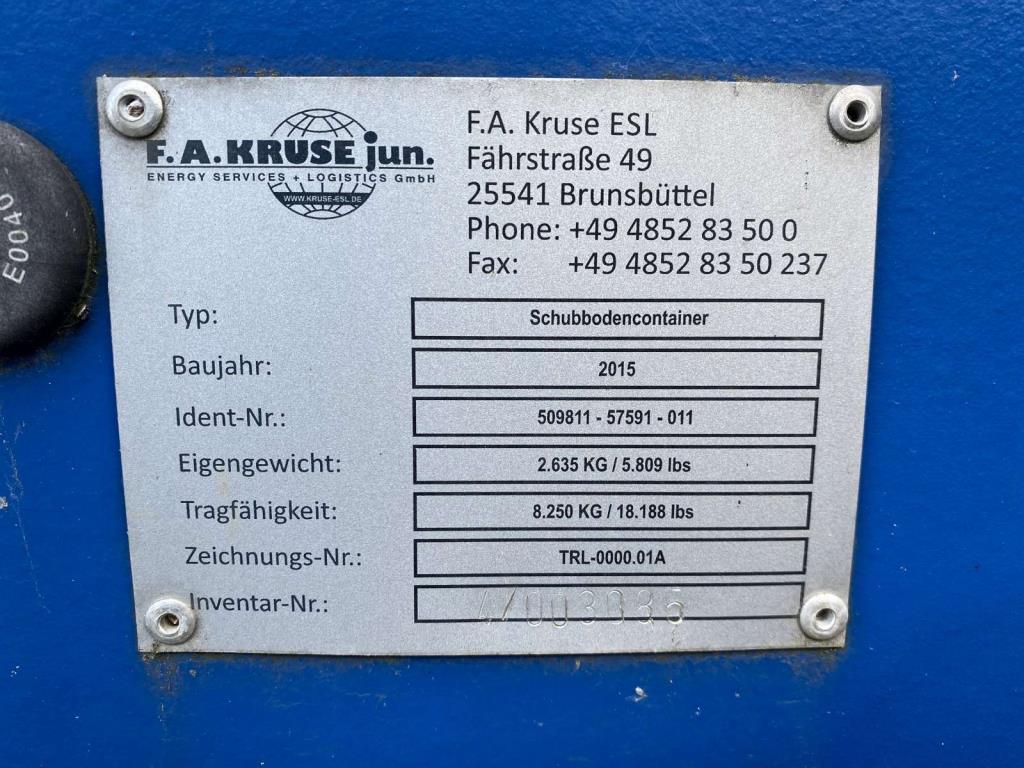 F.A. KRUSE jun.
ENERGY SERVICES + LOGISTICS GmbH
WWW.KRUSE-ESL.DE
F.A. Kruse ESL
Fährstraße 49
25541 Brunsbüttel
Phone: +49 4852 83 50 0
Fax: +49 4852 83 50 237
E0040
Typ: Schubbodencontainer
Baujahr: 2015
Ident-Nr.: 509811 - 57591 - 011
Eigengewicht: 2.635 KG / 5.809 lbs
Tragfähigkeit: 8.250 KG / 18.188 lbs
Zeichnungs-Nr.: TRL-0000.01A
Inventar-Nr.: